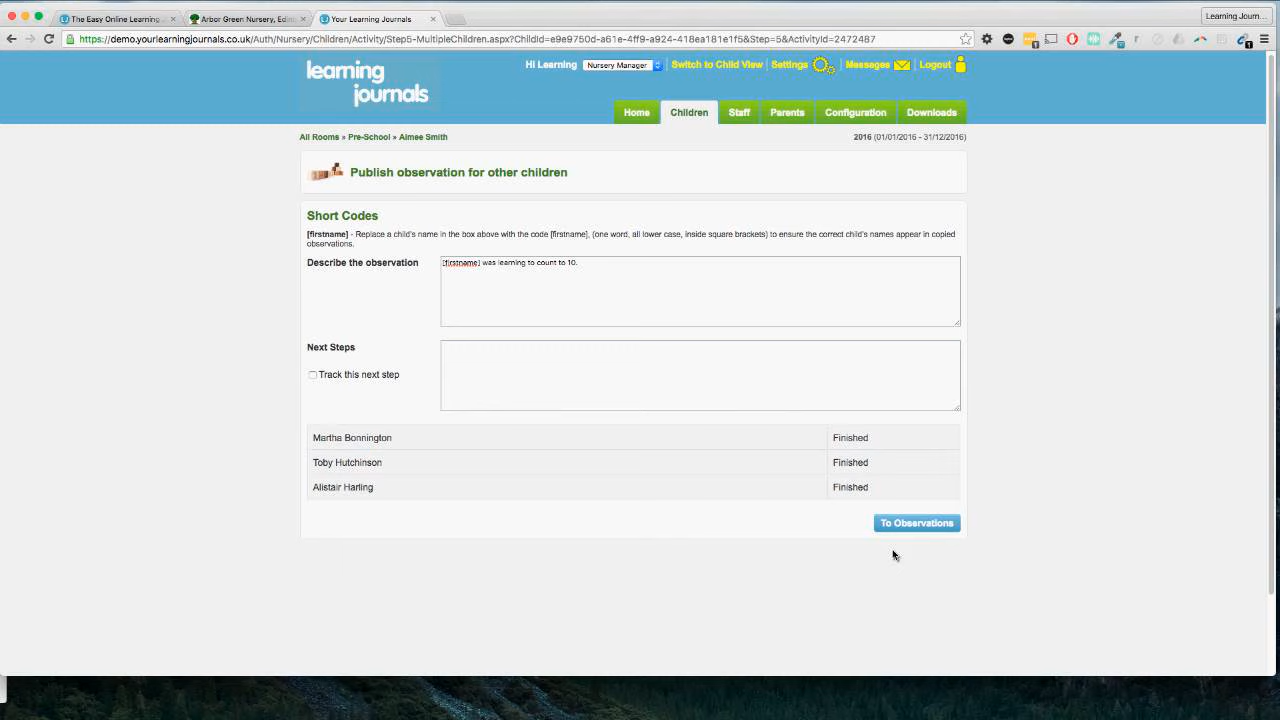 The Easy Online Learning
Arbor Green Nursery, Edin
Your Learning Journals
Learning Journ...
https://demo.yourlearningjournals.co.uk/Auth/Nursery/Children/Activity/Step5-MultipleChildren.aspx?ChildId=e9e9750d-a61e-4ff9-a924-418ea181e1f5&Step=5&ActivityId=2472487
learning
journals
Hi Learning
Nursery Manager
Switch to Child View
Settings
Messages
Logout
Home
Children
Staff
Parents
Configuration
Downloads
All Rooms » Pre-School » Aimee Smith
2016 (01/01/2016 - 31/12/2016)
Publish observation for other children
Short Codes
[firstname] - Replace a child's name in the box above with the code [firstname], (one word, all lower case, inside square brackets) to ensure the correct child's names appear in copied
observations.
Describe the observation
[firstname] was learning to count to 10.
Next Steps
Track this next step
Martha Bonnington Finished
Toby Hutchinson Finished
Alistair Harling Finished
To Observations